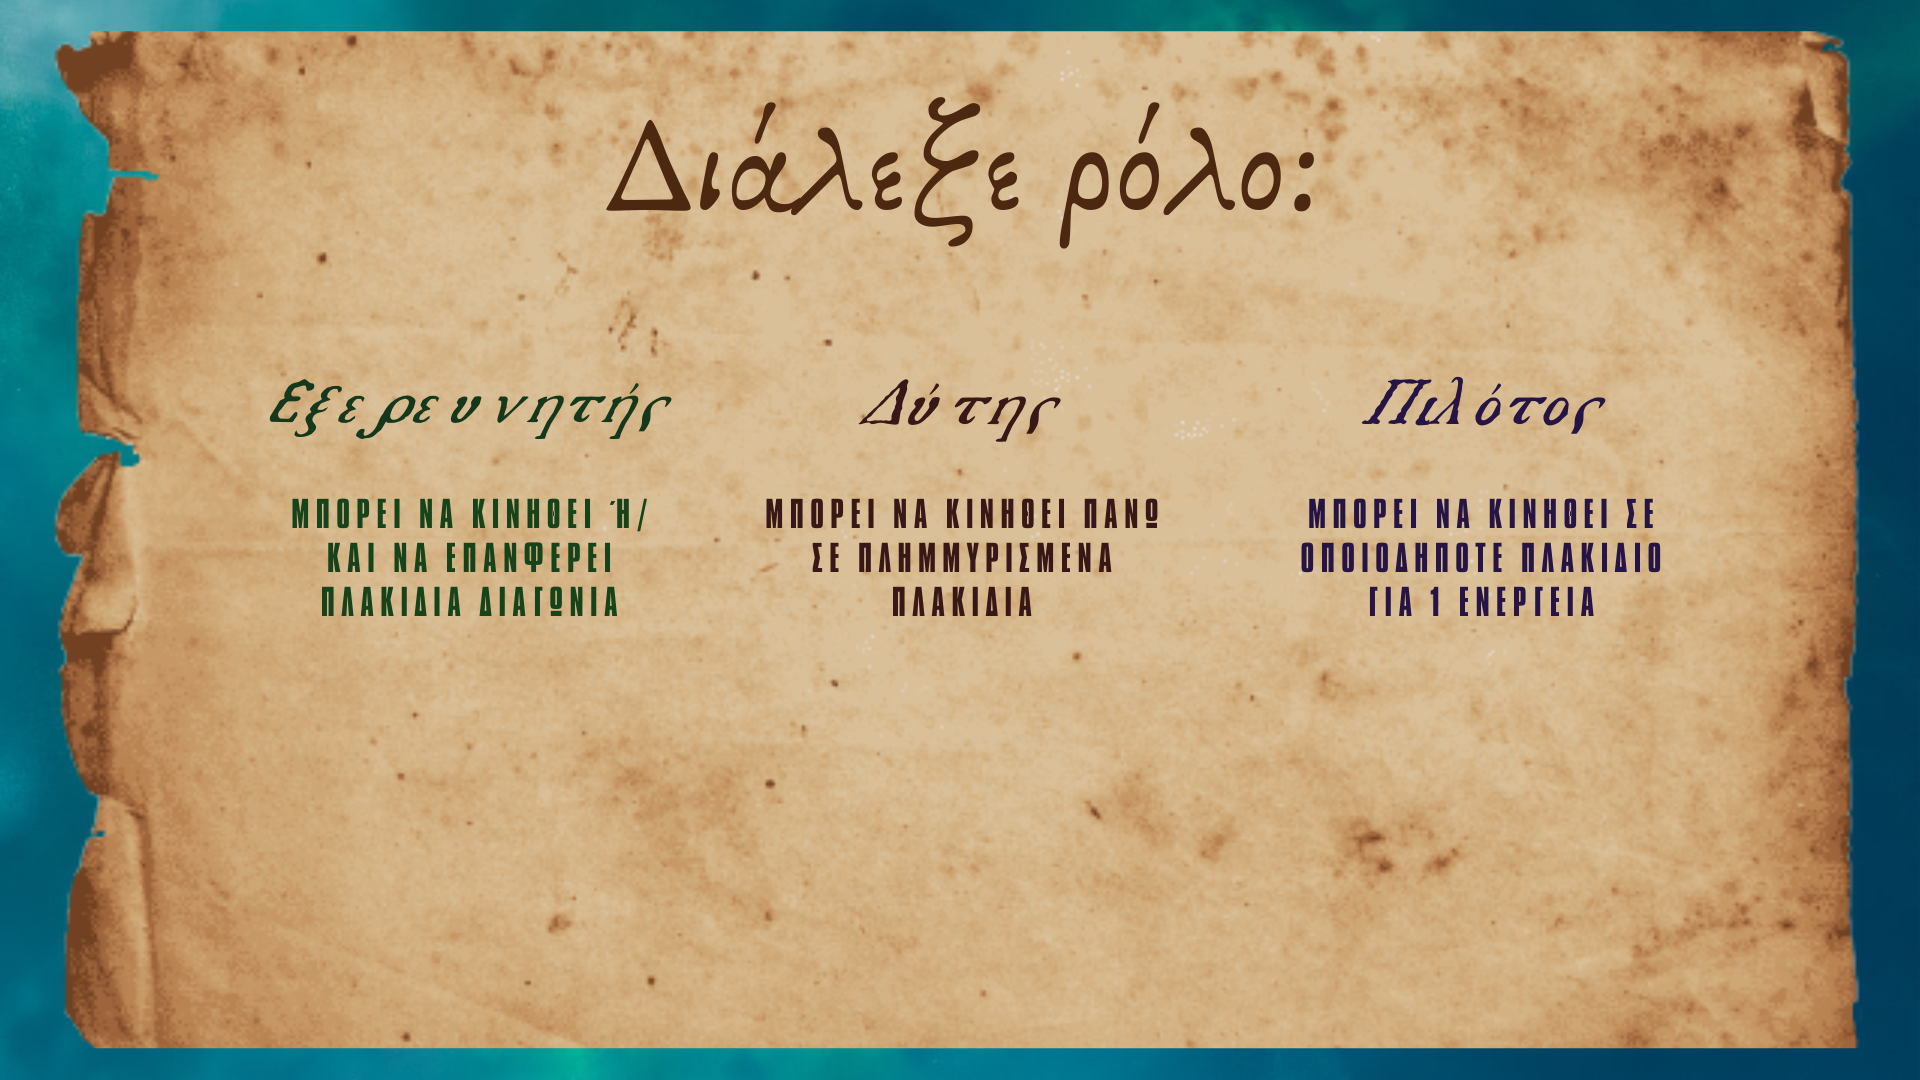 Διάλεξε ρόλο:
Εξερευνητής
ΜΠΟΡΕΙ ΝΑ ΚΙΝΗΘΕΙ Ή/
ΚΑΙ ΝΑ ΕΠΑΝΦΕΡΕΙ
ΠΛΑΚΙΔΙΑ ΔΙΑΓΩΝΙΑ
Δύτης
ΜΠΟΡΕΙ ΝΑ ΚΙΝΗΘΕΙ ΠΑΝΩ
ΣΕ ΠΛΗΜΜΥΡΙΣΜΕΝΑ
ΠΛΑΚΙΔΙΑ
Πιλότος
ΜΠΟΡΕΙ ΝΑ ΚΙΝΗΘΕΙ ΣΕ
ΟΠΟΙΟΔΗΠΟΤΕ ΠΛΑΚΙΔΙΟ
ΓΙΑ 1 ΕΝΕΡΓΕΙΑ